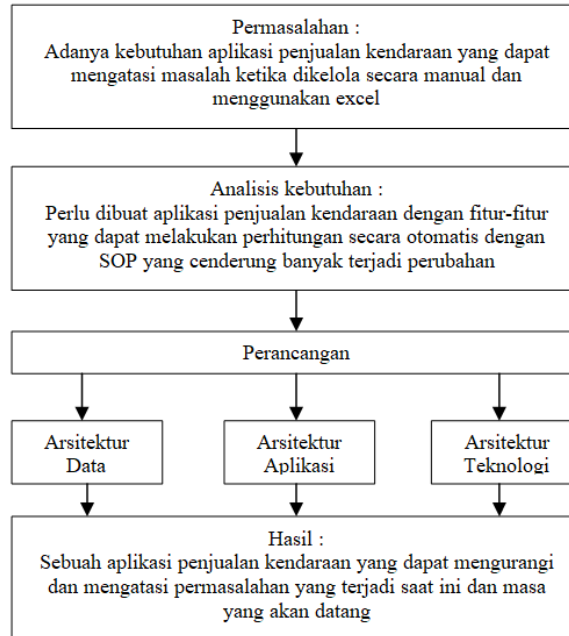 Permasalahan :
Adanya kebutuhan aplikasi penjualan kendaraan yang dapat
mengatasi masalah ketika dikelola secara manual dan
menggunakan excel
Analisis kebutuhan :
Perlu dibuat aplikasi penjualan kendaraan dengan fitur-fitur
yang dapat melakukan perhitungan secara otomatis dengan
SOP yang cenderung banyak terjadi perubahan
Perancangan
Arsitektur
Data
Arsitektur
Aplikasi
Arsitektur
Teknologi
Hasil :
Sebuah aplikasi penjualan kendaraan yang dapat mengurangi
dan mengatasi permasalahan yang terjadi saat ini dan masa
yang akan datang